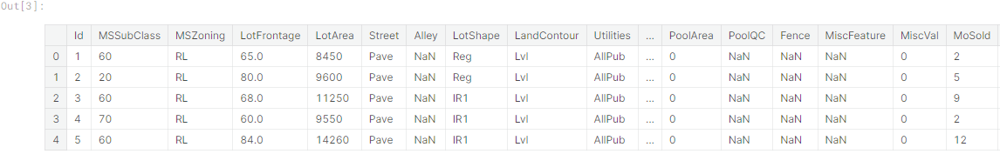 Out[3]:
Id MSSubClass MSZoning LotFrontage LotArea Street Alley LotShape LandContour Utilities ... PoolArea PoolQC Fence MiscFeature MiscVal MoSold
0 1 60 RL 65.0 8450 Pave NaN Reg Lvl AllPub ... 0 NaN NaN NaN 0 2
1 2 20 RL 80.0 9600 Pave NaN Reg Lvl AllPub ... 0 NaN NaN NaN 0 5
2 3 60 RL 68.0 11250 Pave NaN IR1 Lvl AllPub ... 0 NaN NaN NaN 0 9
3 4 70 RL 60.0 9550 Pave NaN IR1 Lvl AllPub ... 0 NaN NaN NaN 0 2
4 5 60 RL 84.0 14260 Pave NaN IR1 Lvl AllPub ... 0 NaN NaN NaN 0 12